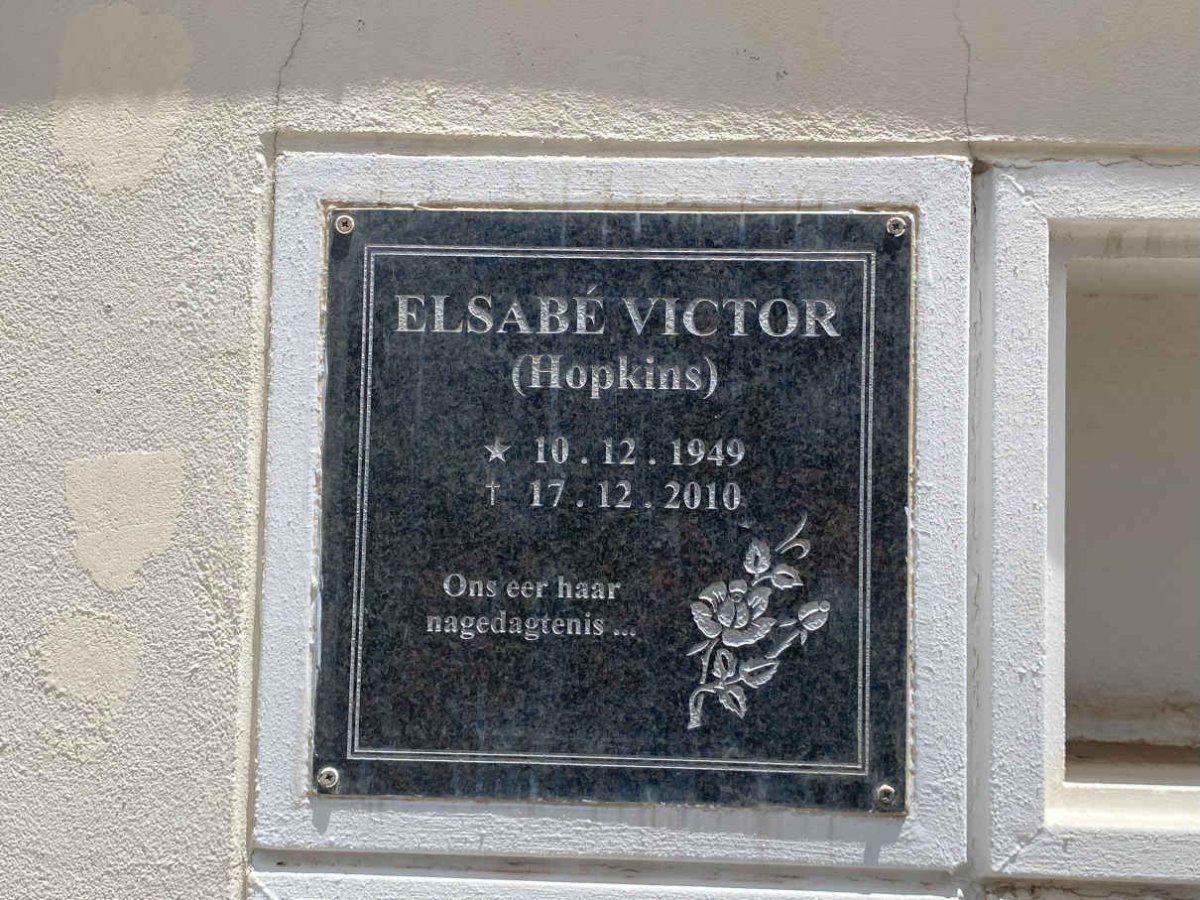 ELSABÉ VICTOR
(Hopkins)
★ 10 . 12 . 1949
† 17 . 12 . 2010
Ons eer haar
nagedagtenis ...